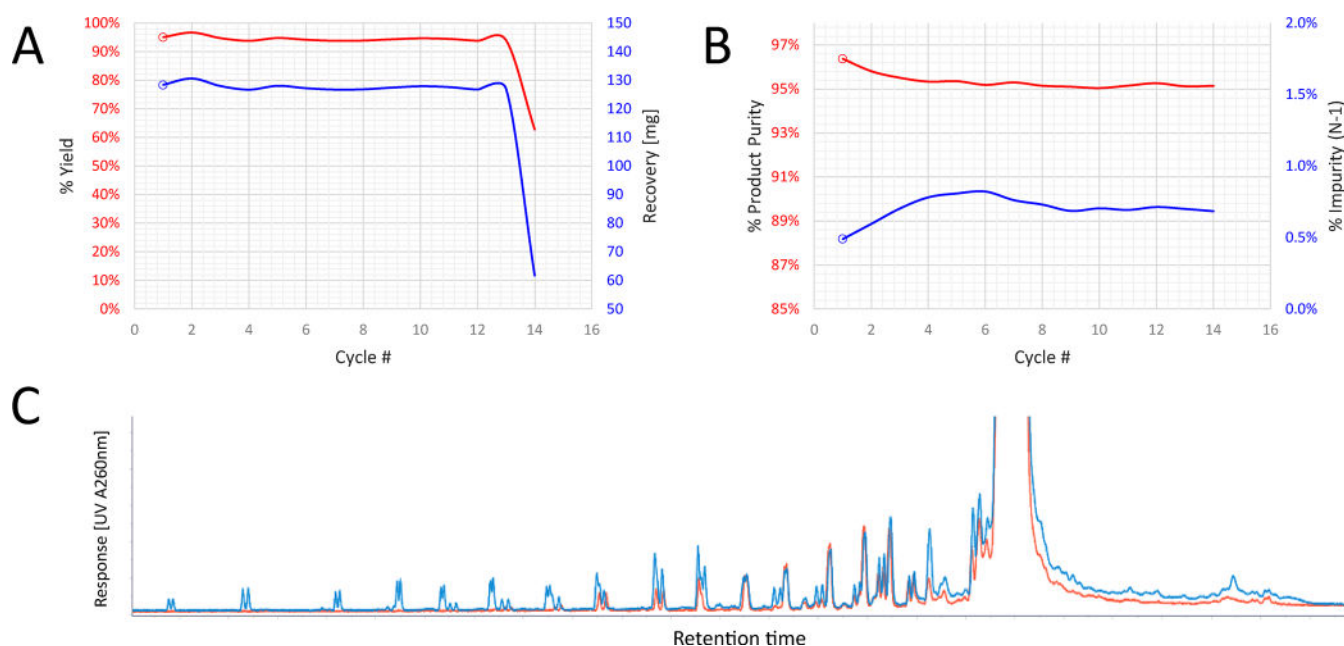 A
100%
90%
80%
70%
60%
50%
40%
30%
20%
10%
0%
% Yield
150
140
130
120
110
100
90
80
70
60
50
Recovery [mg]
0 2 4 6 8 10 12 14 16
Cycle #
B
97%
95%
93%
91%
89%
87%
85%
% Product Purity
2.0%
1.5%
1.0%
0.5%
0.0%
% Impurity (N-1)
0 2 4 6 8 10 12 14 16
Cycle #
C
Response [UV A260nm]
Retention time